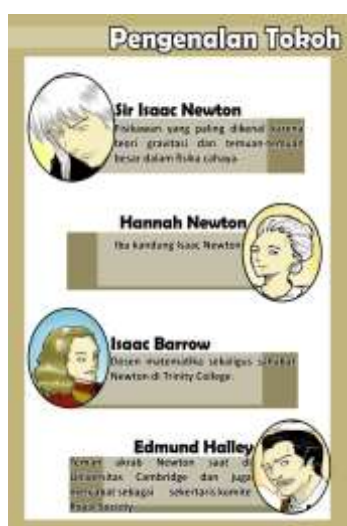 Pengenalan Tokoh
Sir Isaac Newton
Fisikawan yang paling dikenal karena
teori gravitasi dan temuan-temuan
besar dalam fisika cahaya.
Hannah Newton
Ibu kandung Isaac Newton
Isaac Barrow
Dosen matematika sekaligus sahabat
Newton di Trinity College.
Edmund Halley
Teman akrab Newton saat di
Universitas Cambridge dan juga
menjabat sebagai sekertaris komite
Royal Society.